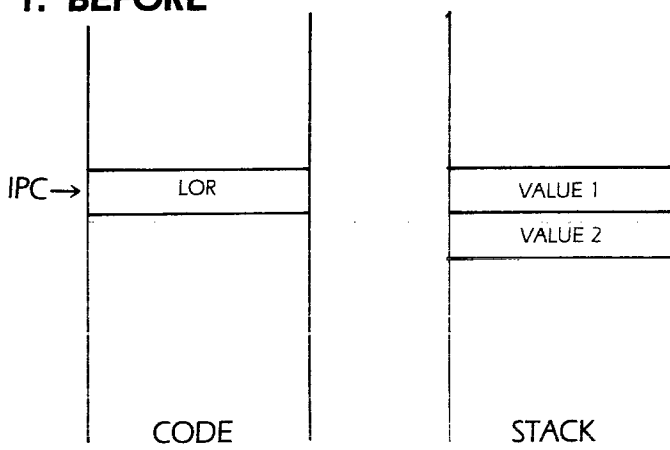 1. BEFORE
IPC→ LOR VALUE 1
VALUE 2
CODE STACK